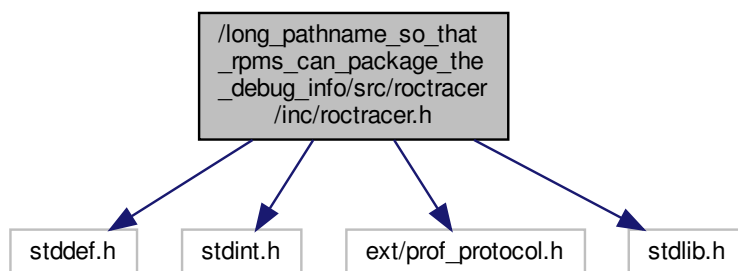 /long_pathname_so_that
_rpms_can_package_the
_debug_info/src/roctracer
/inc/roctracer.h
stddef.h
stdint.h
ext/prof_protocol.h
stdlib.h